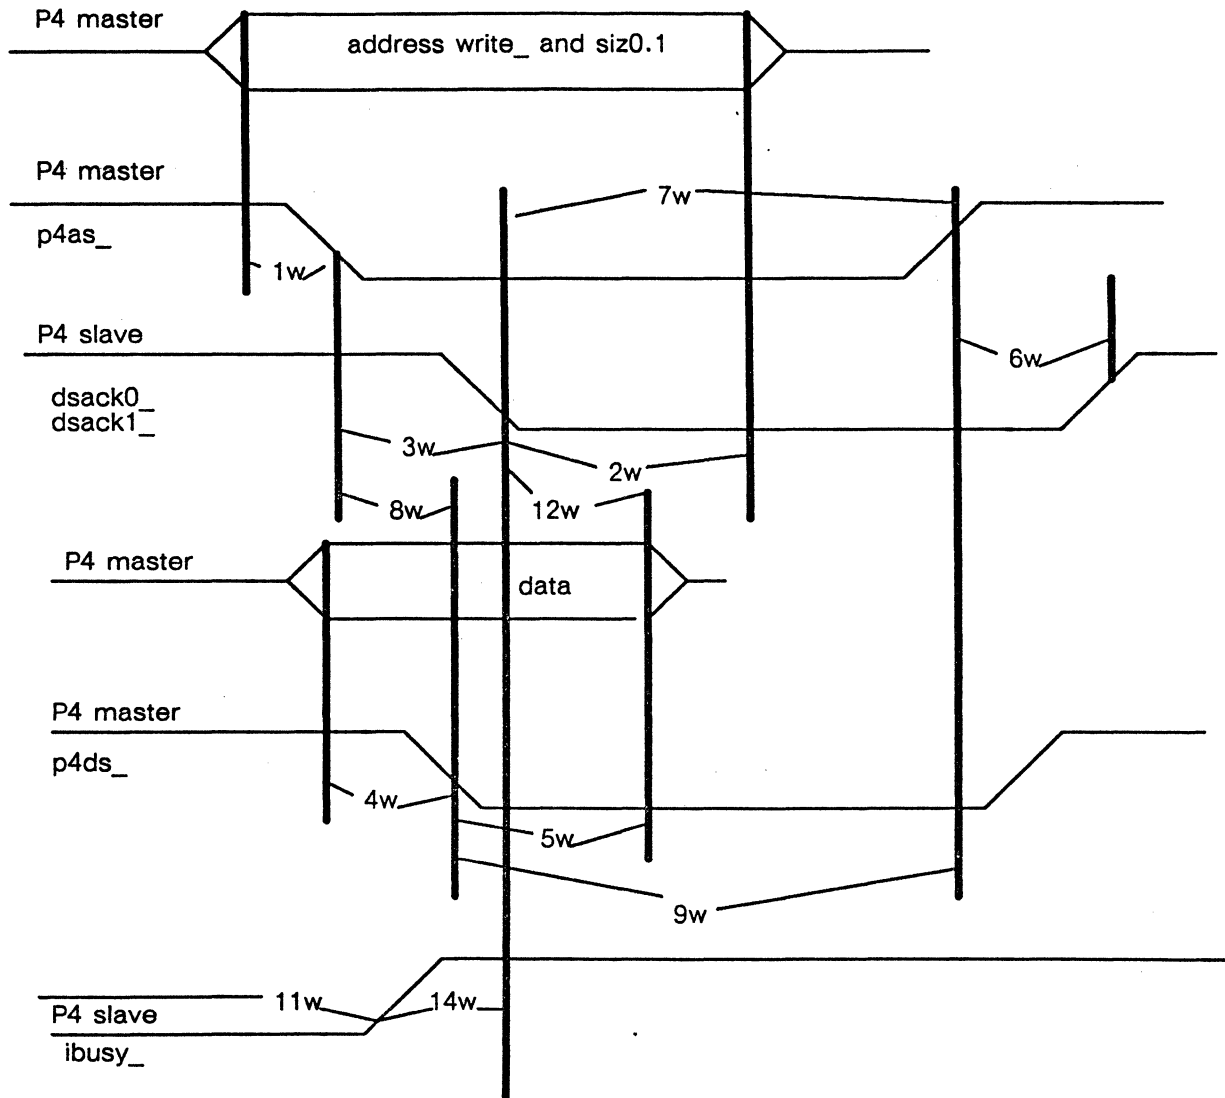 P4 master
address write_ and siz0.1
P4 master
7w
p4as_
1w
P4 slave
6w
dsack0_
dsack1_
3w
2w
8w
12w
P4 master
data
P4 master
p4ds_
4w
5w
9w
11w
14w
P4 slave
ibusy_